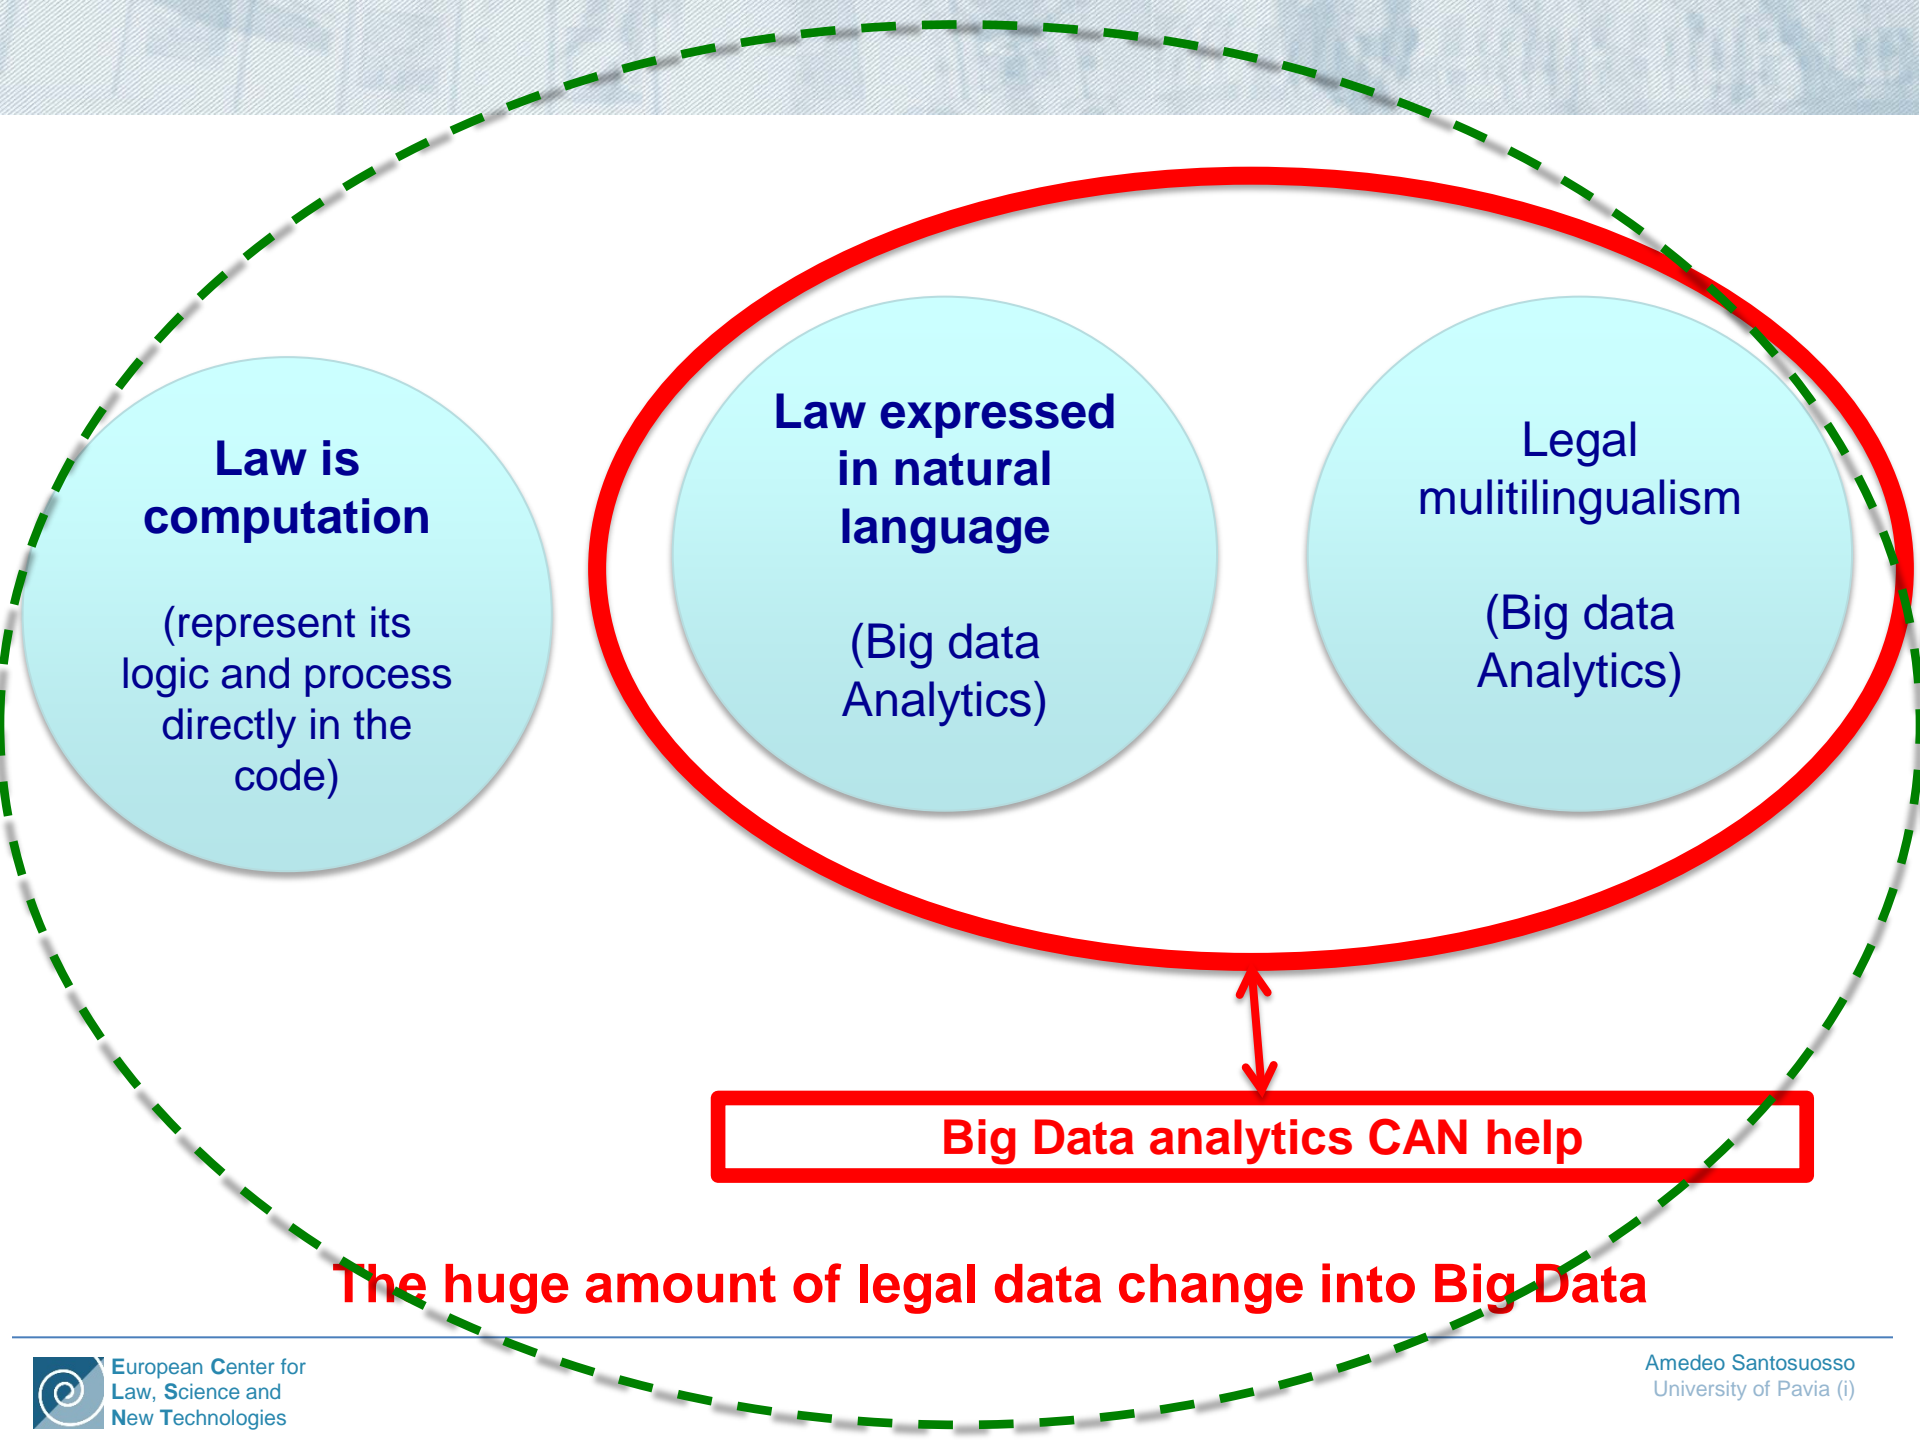 Law is
computation
(represent its
logic and process
directly in the
code)
Law expressed
in natural
language
(Big data
Analytics)
Legal
mulitilingualism
(Big data
Analytics)
Big Data analytics CAN help
The huge amount of legal data change into Big Data
European Center for
Law, Science and
New Technologies
Amedeo Santosuosso
University of Pavia (i)